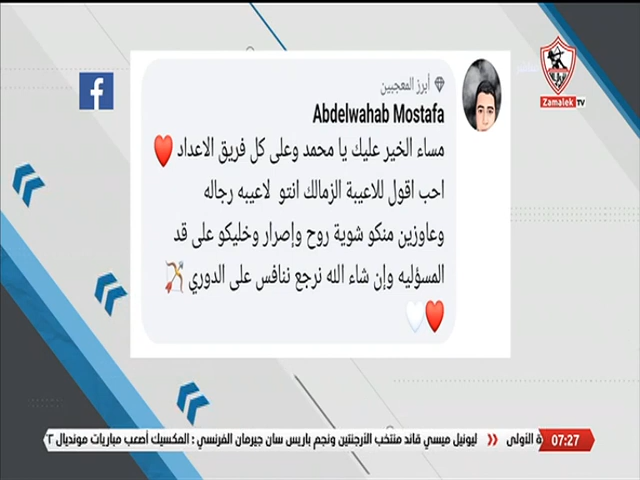 Zamalek TV
أبرز المعجبين
Abdelwahab Mostafa
مساء الخير عليك يا محمد وعلى كل فريق الاعداد ❤️
احب اقول للاعيبة الزمالك انتو لاعيبه رجاله
وعاوزين منكو شوية روح وإصرار وخليكو على قد
المسؤليه وإن شاء الله نرجع ننافس على الدوري 🏹
❤️🤍
07:27
ة الأولى
ليونيل ميسي قائد منتخب الأرجنتين ونجم باريس سان جيرمان الفرنسي : المكسيك أصعب مباريات مونديال ٢